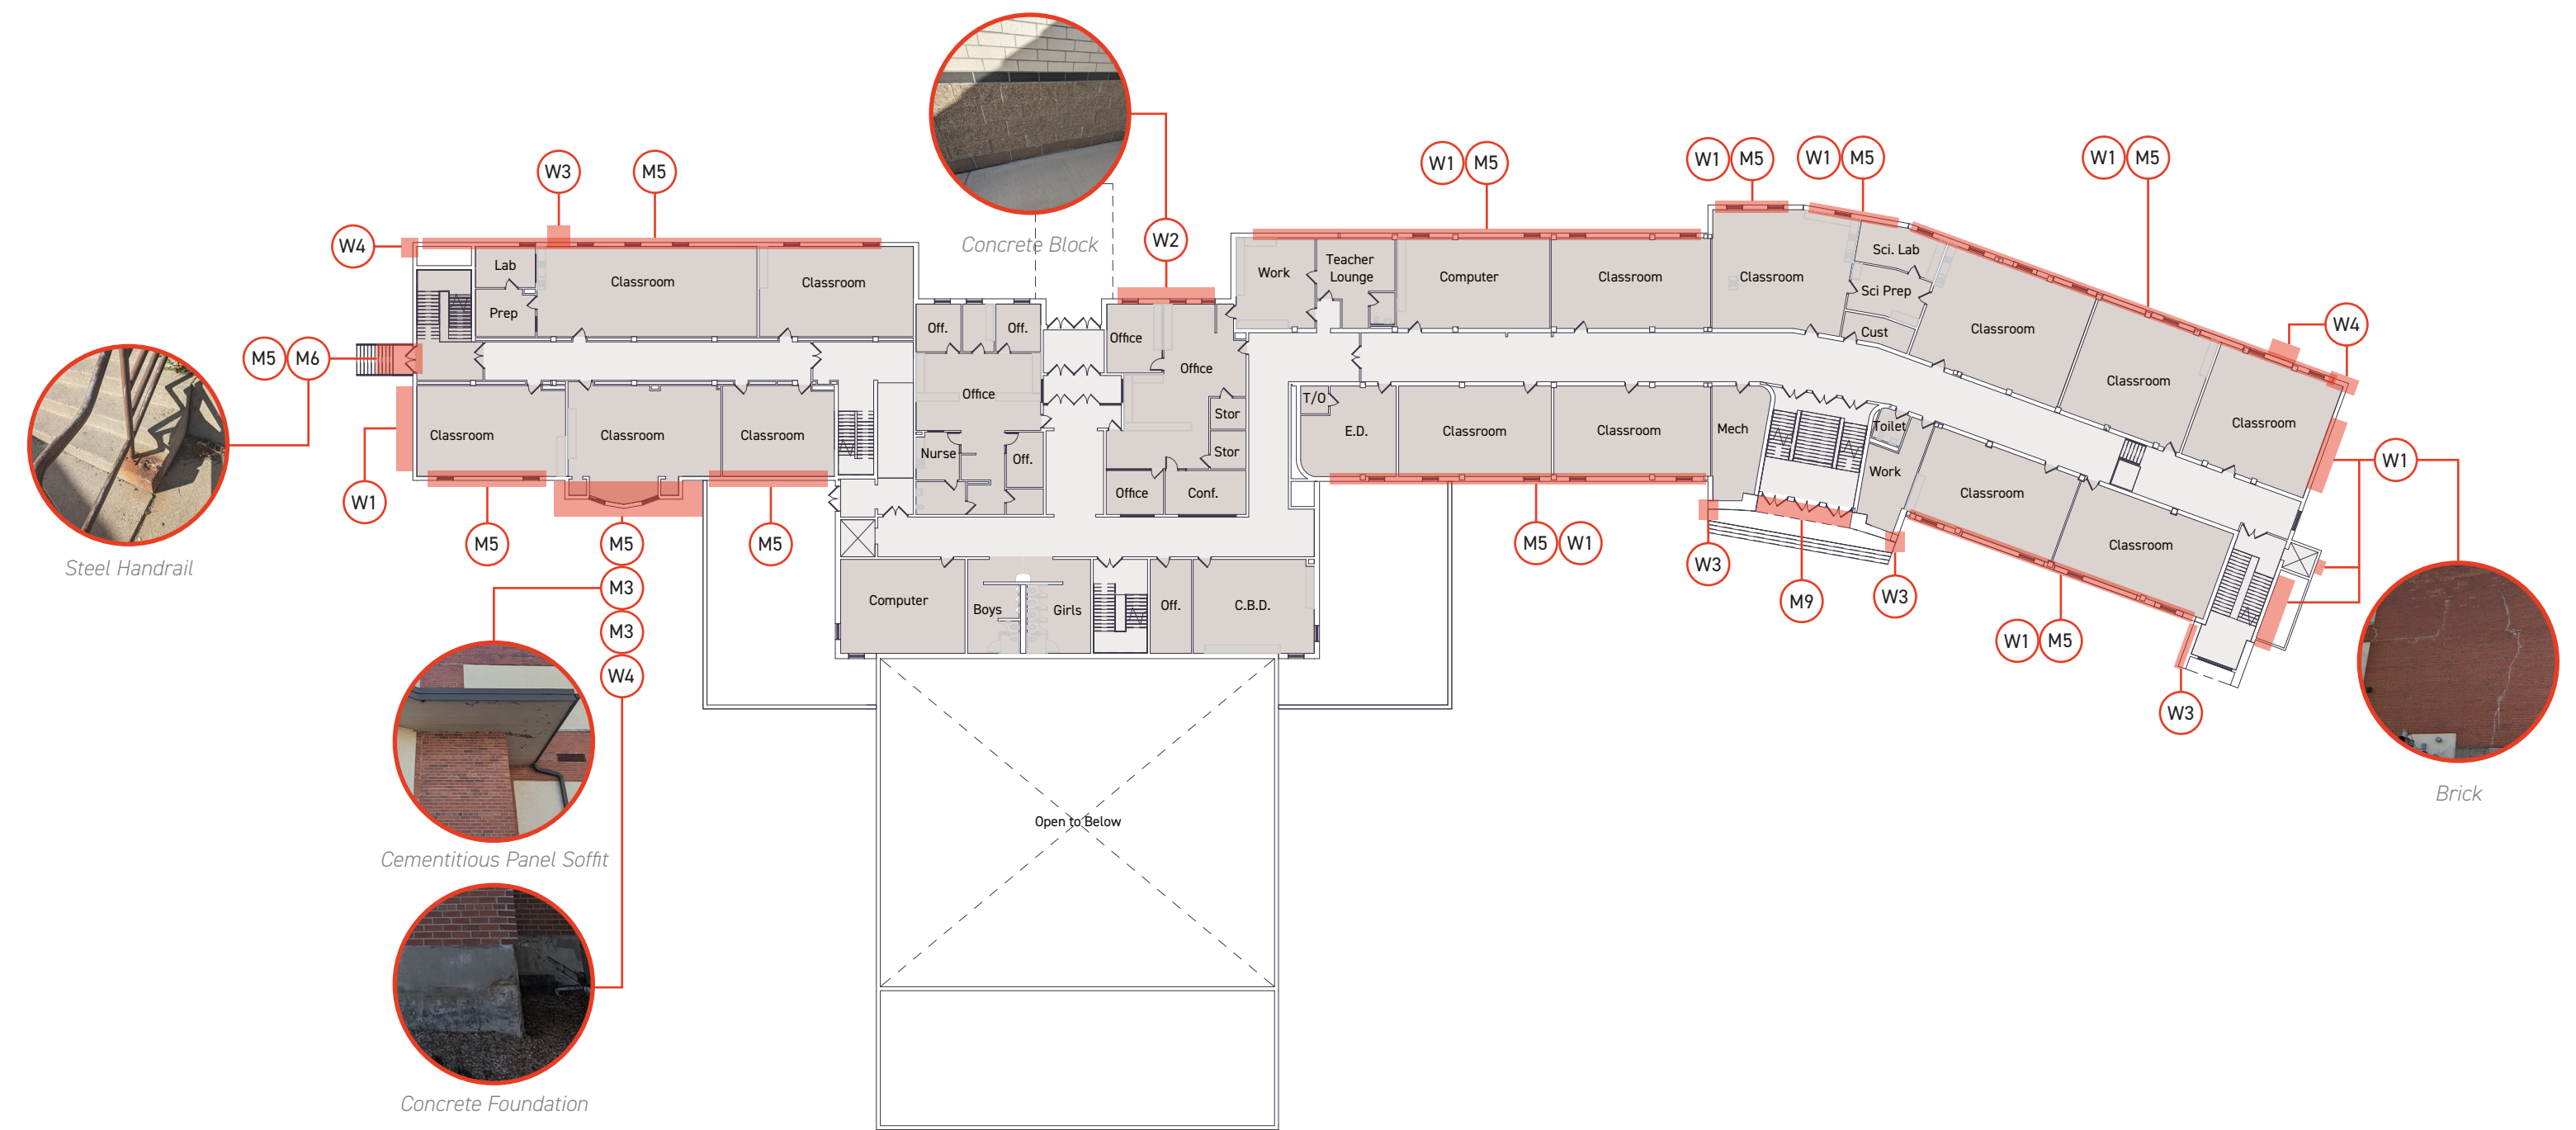 W1 M5
W1 M5
W1 M5
W1 M5
W3
M5
W4
Concrete Block
W2
W4
M5 M6
Steel Handrail
W1
M5
M5
M3
M3
W4
M5
Cementitious Panel Soffit
Concrete Foundation
M5 W1
W3
M9
W3
W1 M5
W3
W1
Brick
Lab
Prep
Classroom
Classroom
Classroom
Classroom
Classroom
Off.
Off.
Office
Nurse
Off.
Office
Office
Stor
Stor
Office
Conf.
Work
Teacher
Lounge
Computer
Classroom
Classroom
Sci. Lab
Sci Prep
Cust
Classroom
Classroom
Classroom
T/O
E.D.
Classroom
Classroom
Mech
Toilet
Work
Classroom
Classroom
Computer
Boys
Girls
Off.
C.B.D.
Open to Below